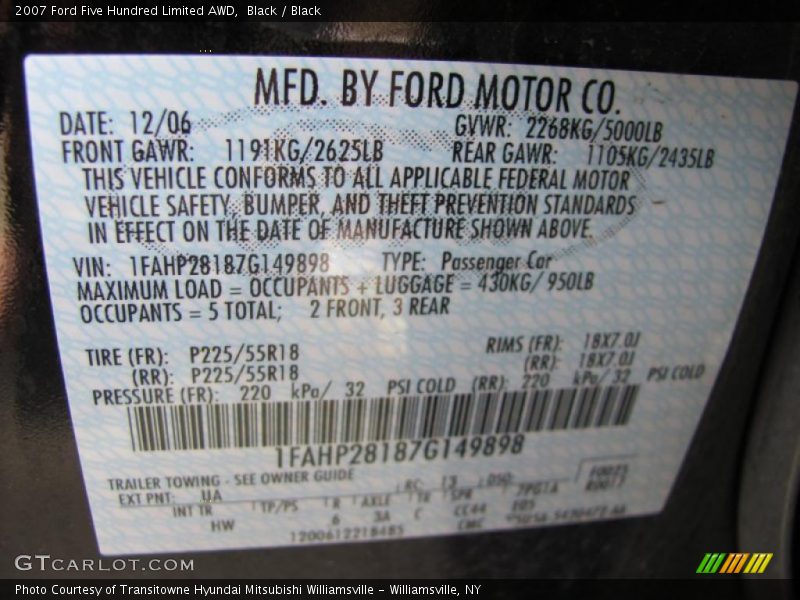 2007 Ford Five Hundred Limited AWD, Black / Black
MFD. BY FORD MOTOR CO.
DATE: 12/06 GVWR: 2268KG/5000LB
FRONT GAWR: 1191KG/2625LB REAR GAWR: 1105KG/2435LB
THIS VEHICLE CONFORMS TO ALL APPLICABLE FEDERAL MOTOR
VEHICLE SAFETY, BUMPER, AND THEFT PREVENTION STANDARDS
IN EFFECT ON THE DATE OF MANUFACTURE SHOWN ABOVE.
VIN: 1FAHP28187G149898 TYPE: Passenger Car
MAXIMUM LOAD = OCCUPANTS + LUGGAGE = 430KG/ 950LB
OCCUPANTS = 5 TOTAL; 2 FRONT, 3 REAR
TIRE (FR): P225/55R18 RIMS (FR): 18X7.0J
(RR): P225/55R18 (RR): 18X7.0J
PRESSURE (FR): 220 kPa/ 32 PSI COLD (RR): 220 kPa/ 32 PSI COLD
1FAHP28187G149898
TRAILER TOWING - SEE OWNER GUIDE
EXT PNT: UA RC: 13 DSO:
INT TR TP/PS R AXLE TR SPR
HW 6 3A C CC44
1200612218485
GTCARLOT.COM
Photo Courtesy of Transitowne Hyundai Mitsubishi Williamsville - Williamsville, NY